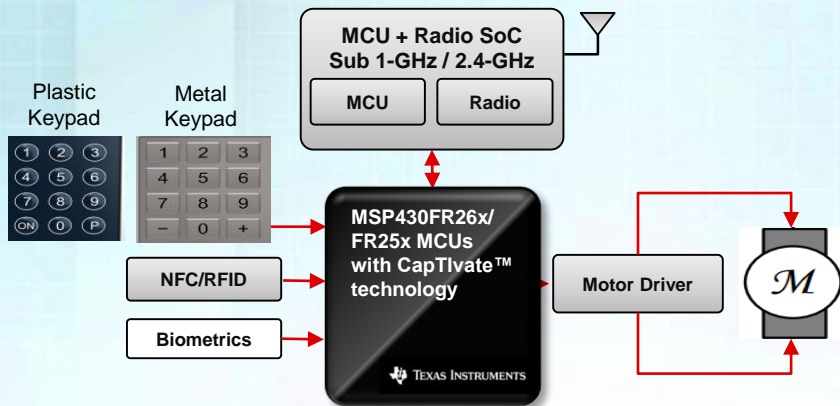 MCU + Radio SoC
Sub 1-GHz / 2.4-GHz
MCU
Radio
Plastic
Keypad
Metal
Keypad
1 2 3
4 5 6
7 8 9
ON 0 P
1 2 3
4 5 6
7 8 9
− 0 +
MSP430FR26x/
FR25x MCUs
with CapTIvate™
technology
TEXAS INSTRUMENTS
NFC/RFID
Biometrics
Motor Driver
M